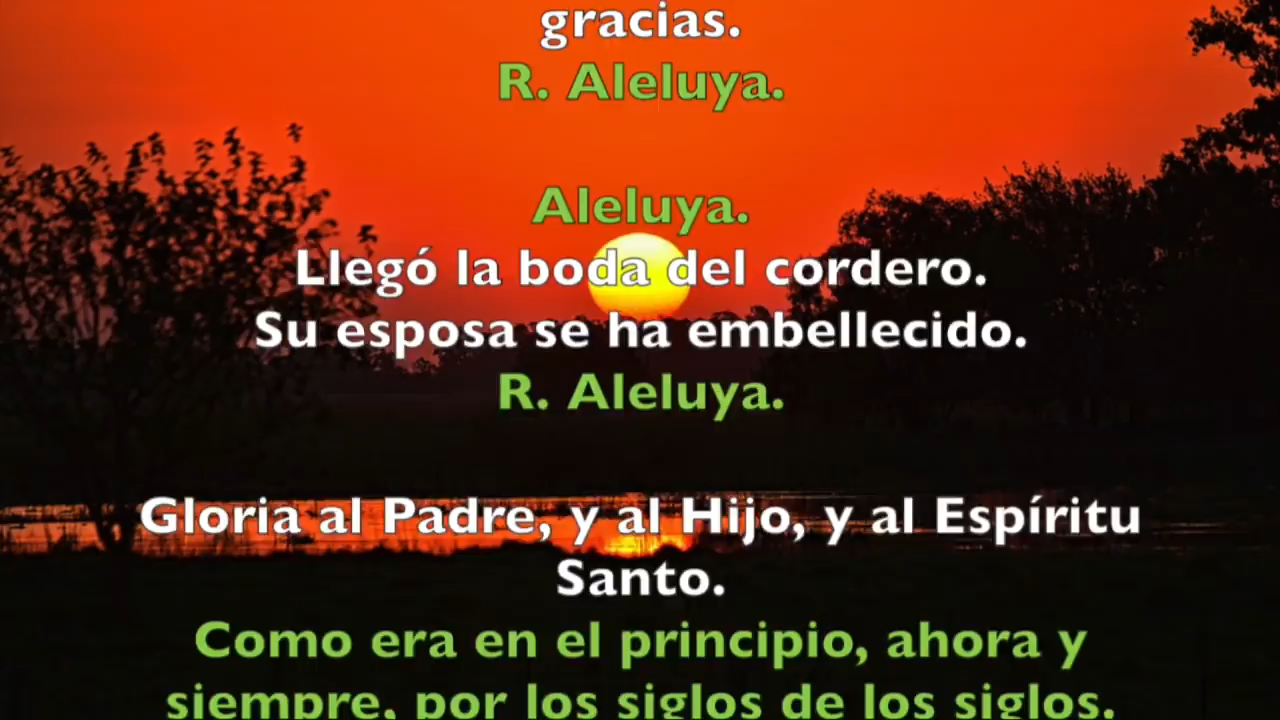 gracias.
R. Aleluya.
Aleluya.
Llegó la boda del cordero.
Su esposa se ha embellecido.
R. Aleluya.
Gloria al Padre, y al Hijo, y al Espíritu
Santo.
Como era en el principio, ahora y
siempre, por los siglos de los siglos.